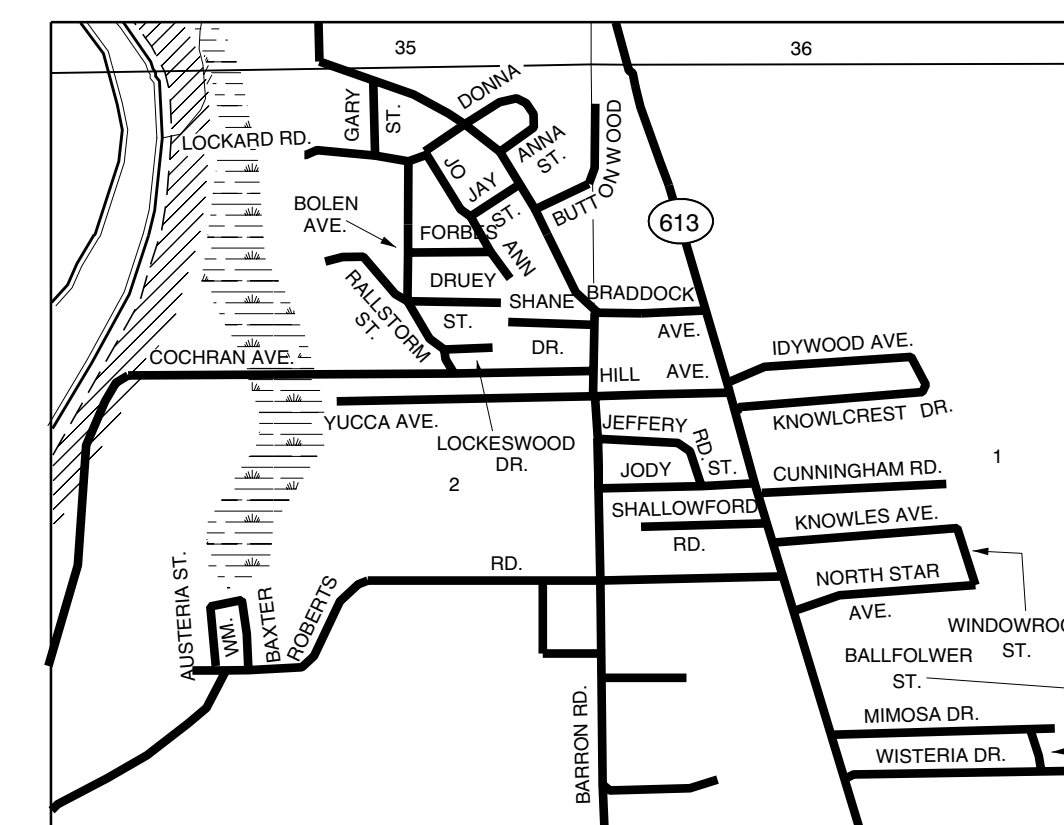 35
36
DONNA
GARY
ST.
LOCKARD RD.
ANNA
ST.
JO
JAY
ST.
ANN
BUTTONWOOD
613
BOLEN
AVE.
FORBES
DRUEY
ST.
RALLSTORM
ST.
SHANE
DR.
BRADDOCK
AVE.
COCHRAN AVE.
HILL AVE.
IDYWOOD AVE.
KNOWLCREST DR.
YUCCA AVE.
LOCKESWOOD
DR.
JEFFERY
RD.
JODY ST.
2
1
CUNNINGHAM RD.
SHALLOWFORD
RD.
KNOWLES AVE.
NORTH STAR
AVE.
AUSTERIA ST.
WM.
BAXTER
ROBERTS
RD.
WINDOWROC
ST.
BALLFOLWER
ST.
BARRON RD.
MIMOSA DR.
WISTERIA DR.